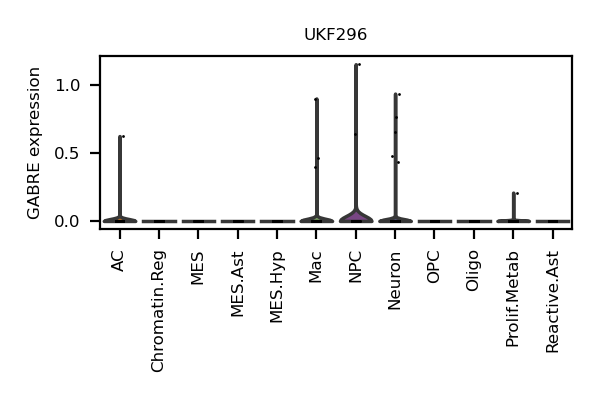 UKF296
GABRE expression
1.0
0.5
0.0
AC
Chromatin.Reg
MES
MES.Ast
MES.Hyp
Mac
NPC
Neuron
OPC
Oligo
Prolif.Metab
Reactive.Ast